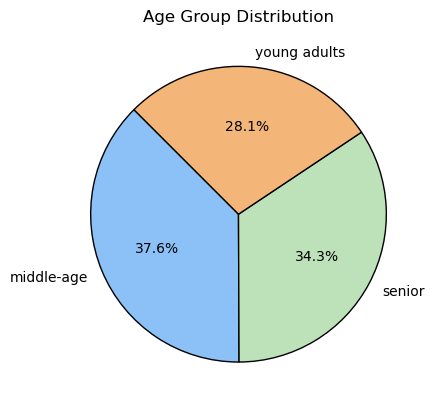 Age Group Distribution
young adults
28.1%
37.6%
34.3%
middle-age
senior